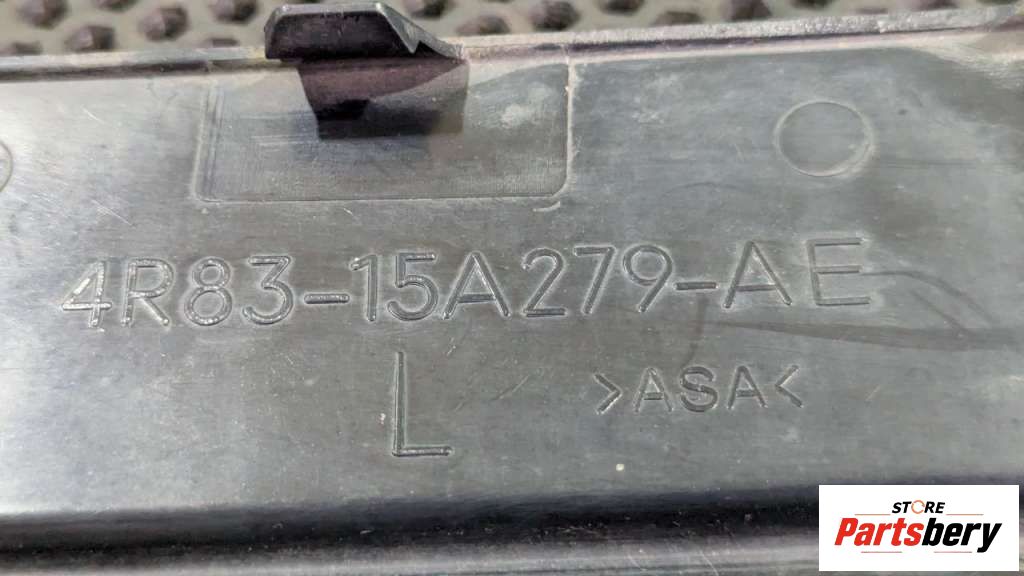 4R83-15A279-AE
L
>ASA<
STORE
Partsbery